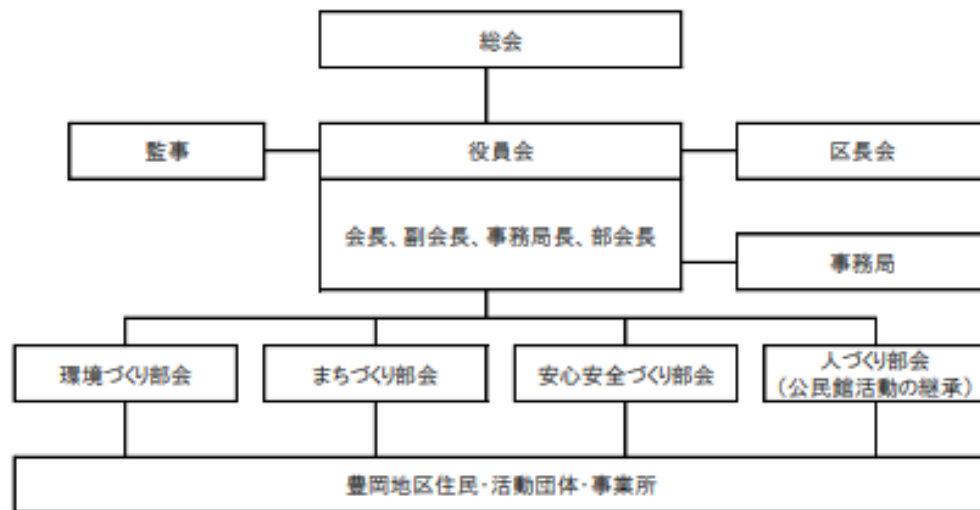 総会
監事
役員会
区長会
会長、副会長、事務局長、部会長
事務局
環境づくり部会
まちづくり部会
安心安全づくり部会
人づくり部会
（公民館活動の継承）
豊岡地区住民・活動団体・事業所